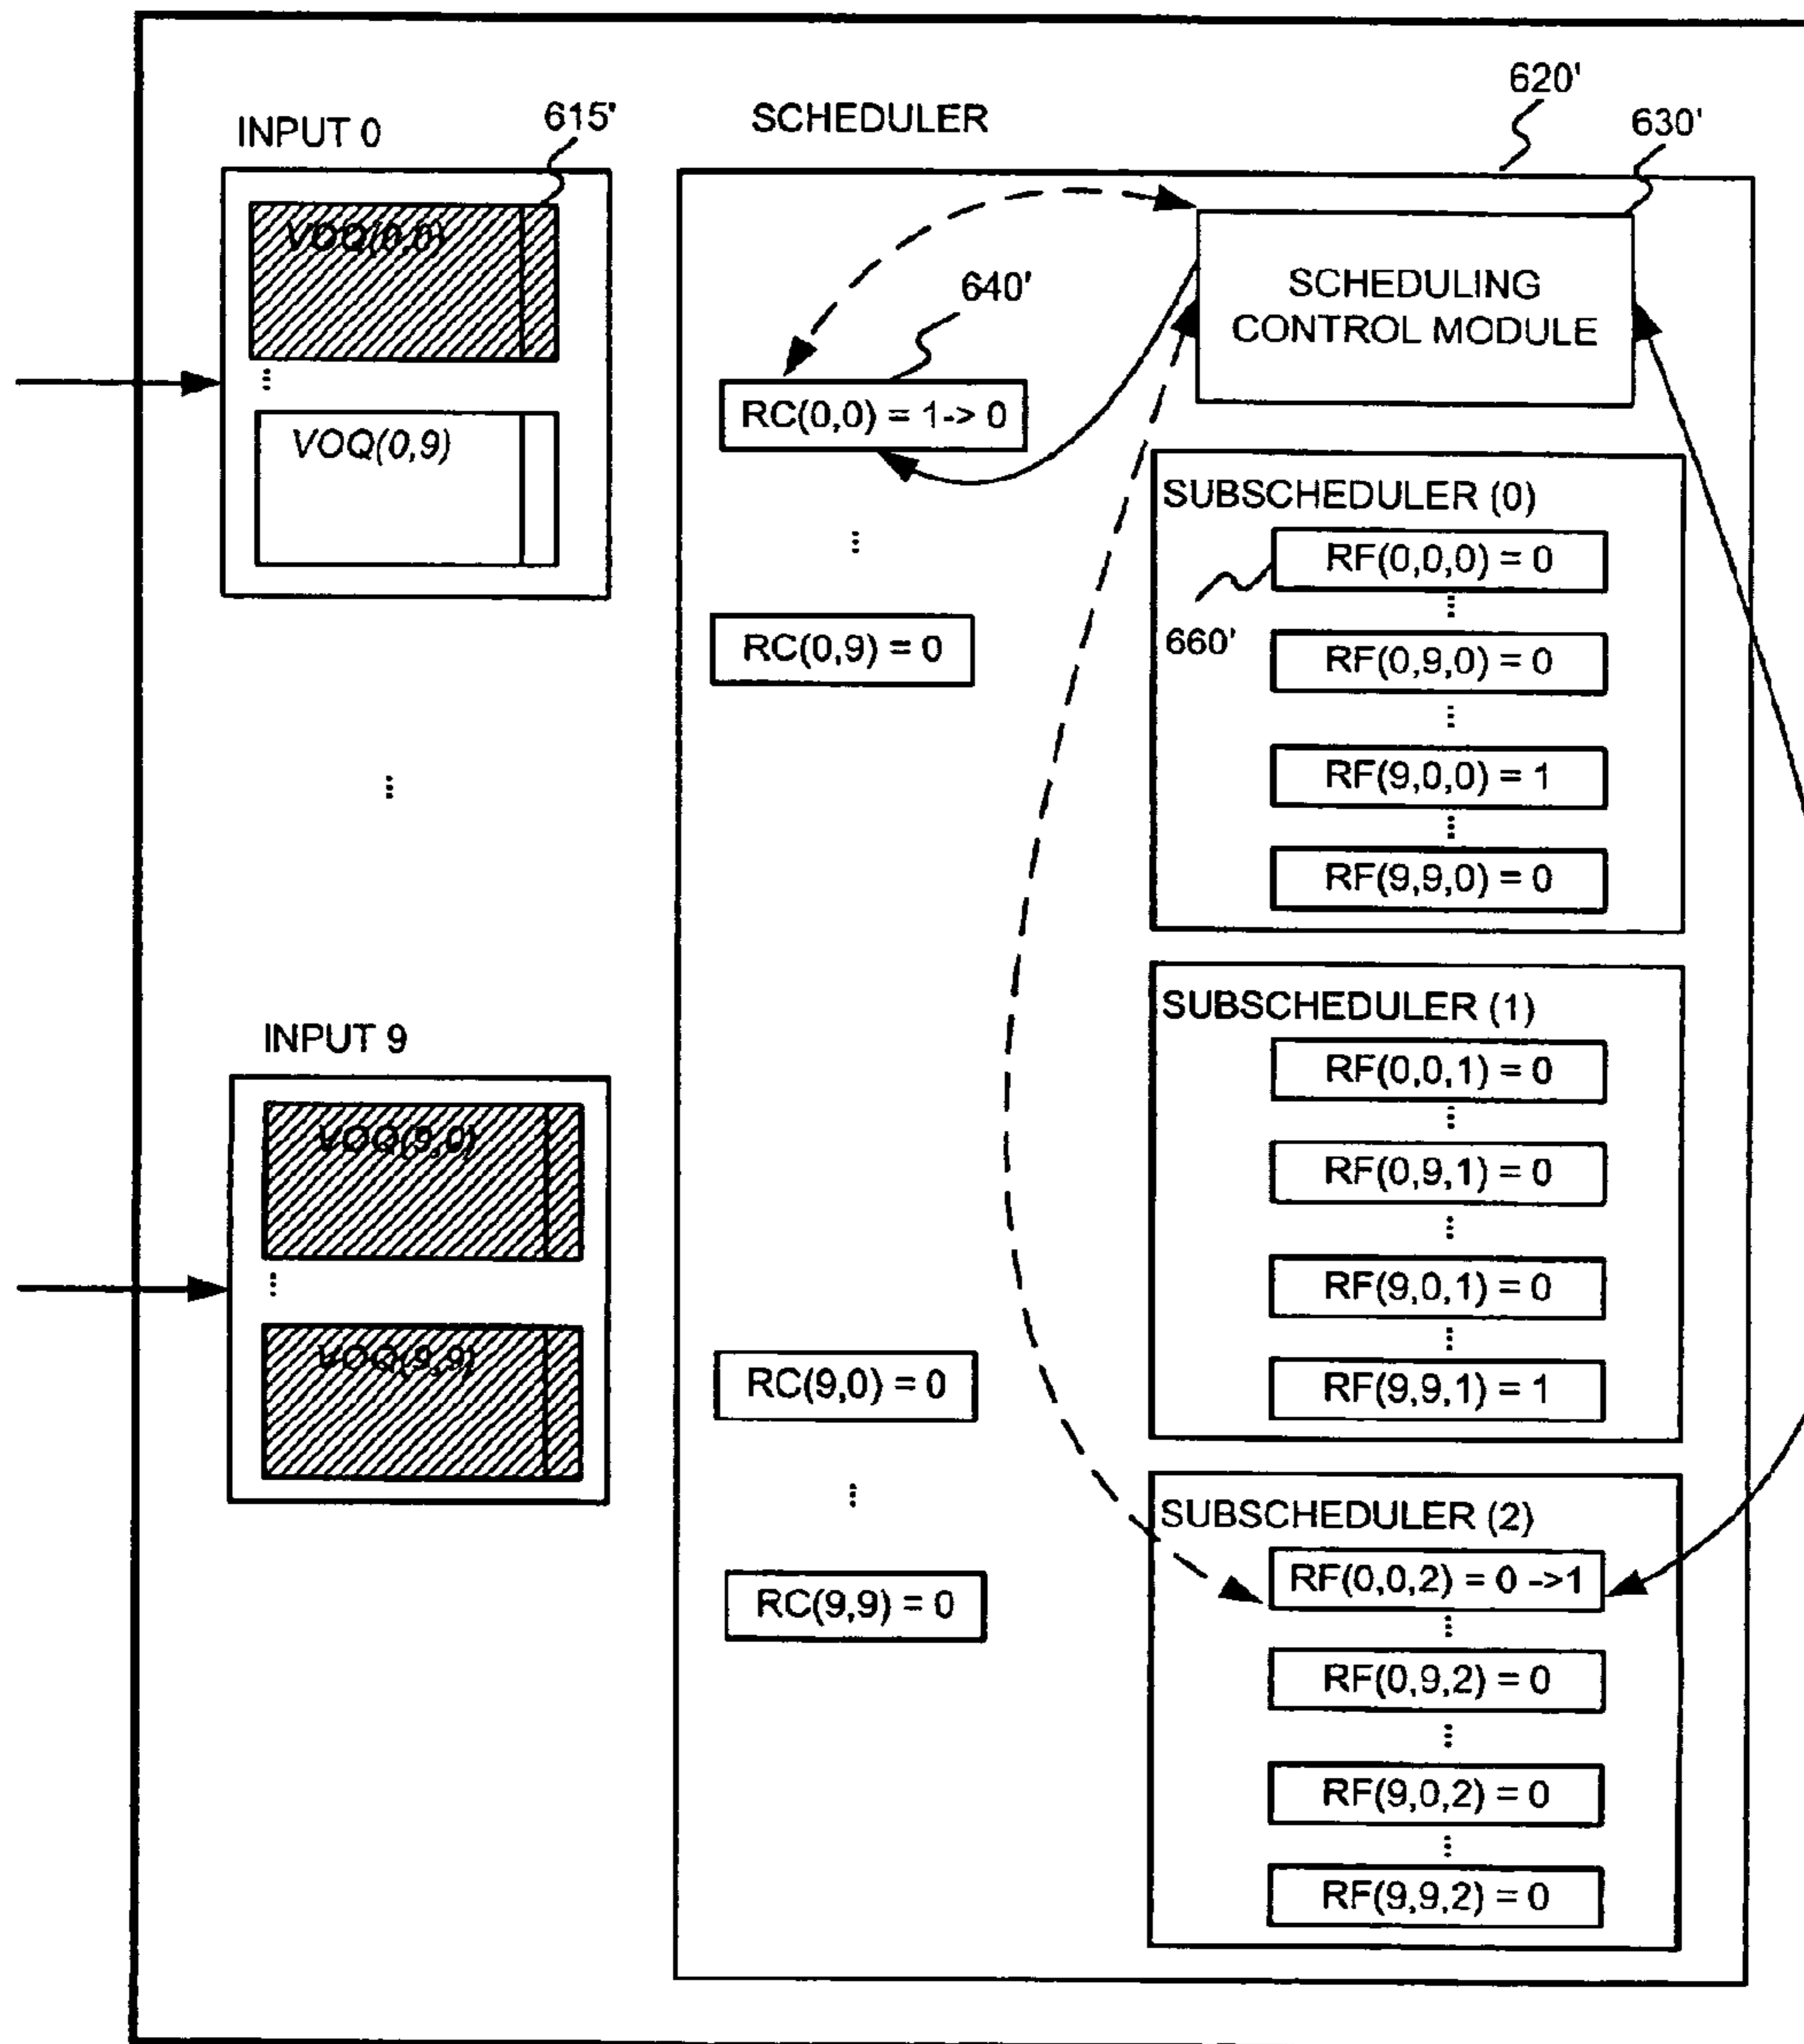 620'
INPUT 0
615'
SCHEDULER
630'
VOQ(0,0)
640'
SCHEDULING
CONTROL MODULE
...
RC(0,0) = 1-> 0
VOQ(0,9)
SUBSCHEDULER (0)
...
RF(0,0,0) = 0
...
660'
RC(0,9) = 0
RF(0,9,0) = 0
...
...
RF(9,0,0) = 1
...
RF(9,9,0) = 0
SUBSCHEDULER (1)
INPUT 9
RF(0,0,1) = 0
...
VOQ(9,0)
RF(0,9,1) = 0
...
...
RF(9,0,1) = 0
...
VOQ(9,9)
RC(9,0) = 0
RF(9,9,1) = 1
...
SUBSCHEDULER (2)
RF(0,0,2) = 0 ->1
RC(9,9) = 0
...
RF(0,9,2) = 0
...
RF(9,0,2) = 0
...
RF(9,9,2) = 0